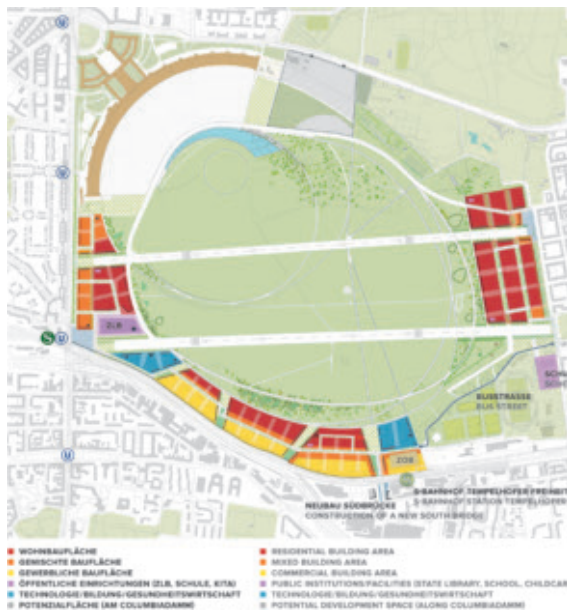 U
U
ZLB
S U
SCHU
BUSSTRASSE
BUS STREET
ZOB
S-BAHNHOF TEMPELHOFER FREIHEIT
S-BAHNHOF STATION TEMPELHOFER
NEUBAU SÜDBRÜCKE
CONSTRUCTION OF A NEW SOUTH BRIDGE
U
WOHNBAUFLÄCHE
GEMISCHTE BAUFLÄCHE
GEWERBLICHE BAUFLÄCHE
ÖFFENTLICHE EINRICHTUNGEN (ZLB, SCHULE, KITA)
TECHNOLOGIE/BILDUNG/GESUNDHEITSWIRTSCHAFT
POTENZIALFLÄCHE (AM COLUMBIADAMM)
RESIDENTIAL BUILDING AREA
MIXED BUILDING AREA
COMMERCIAL BUILDING AREA
PUBLIC INSTITUTIONS/FACILITIES (STATE LIBRARY, SCHOOL, CHILDCAR
TECHNOLOGIE/BILDUNG/GESUNDHEITSWIRTSCHAFT
POTENTIAL DEVELOPMENT SPACE (ALONG COLUMBIADAMM)